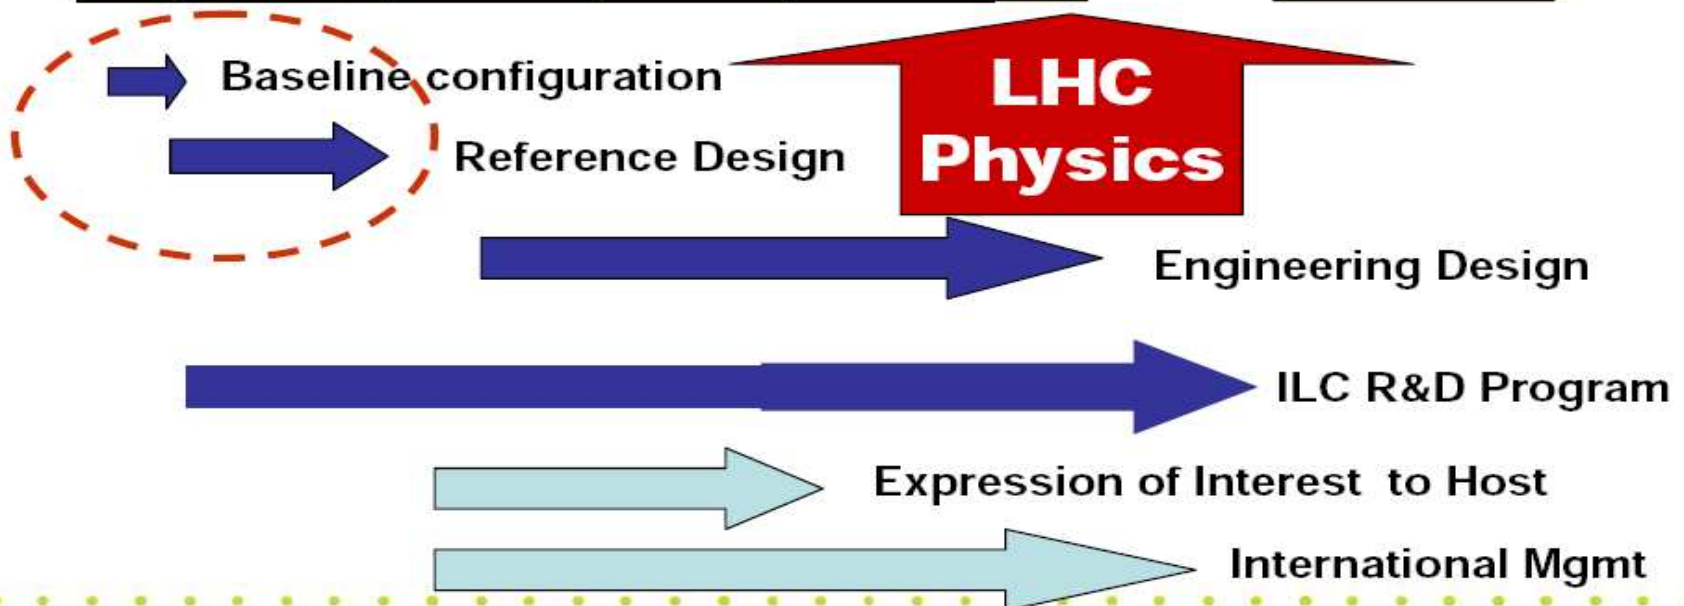 Baseline configuration
LHC
Physics
Reference Design
Engineering Design
ILC R&D Program
Expression of Interest to Host
International Mgmt